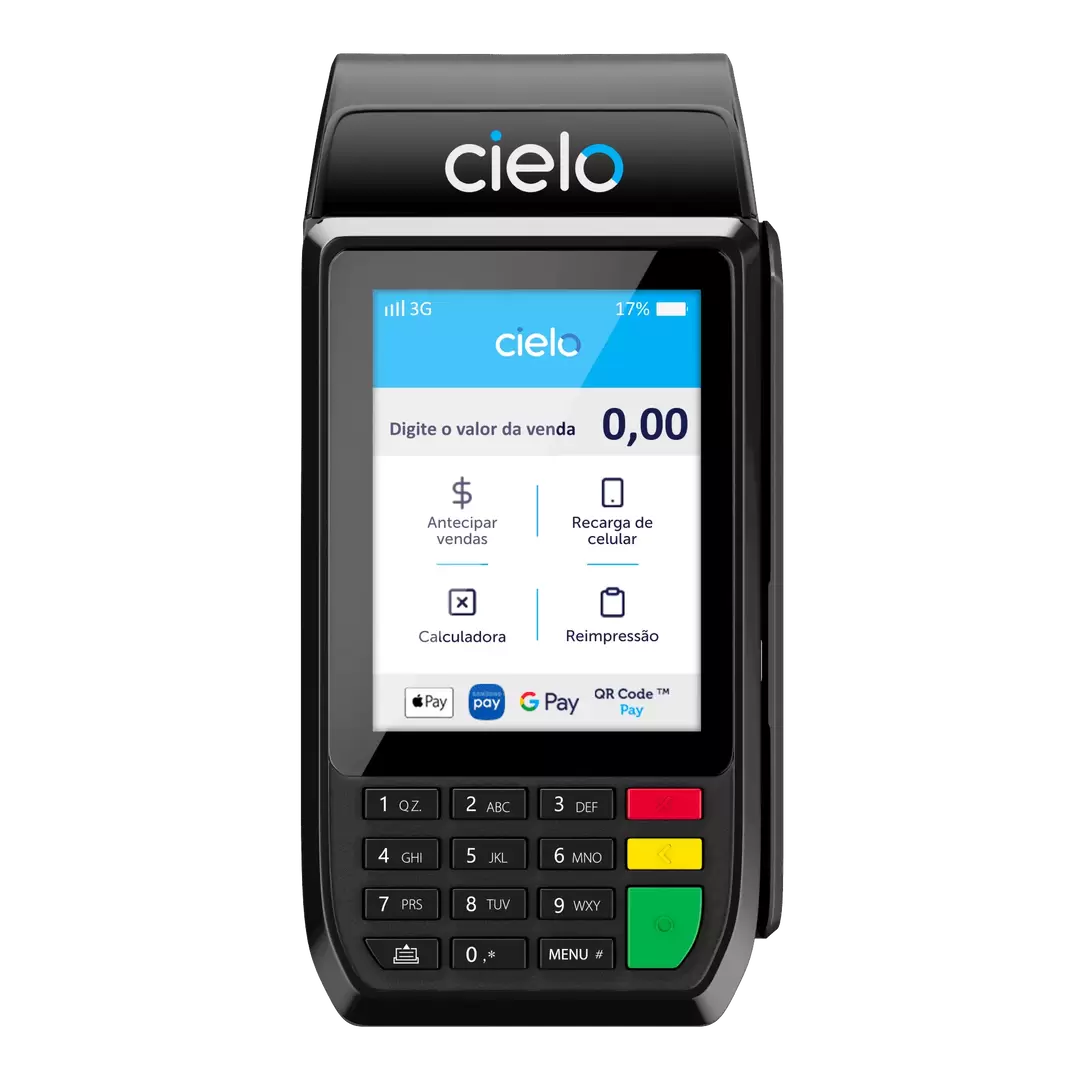 cielo
3G 17%
cielo
Digite o valor da venda 0,00
Antecipar
vendas
Recarga de
celular
Calculadora
Reimpressão
Pay
SAMSUNG
pay
G Pay
QR Code ™
Pay
1 QZ.
2 ABC
3 DEF
4 GHI
5 JKL
6 MNO
7 PRS
8 TUV
9 WXY
0 ,*
MENU #